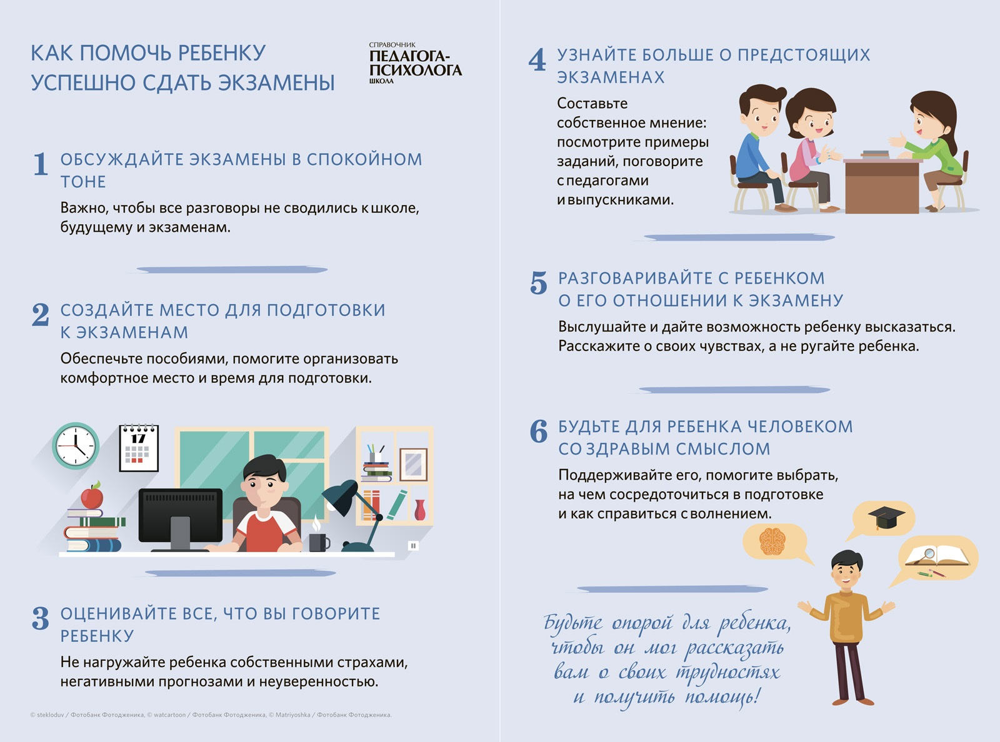 КАК ПОМОЧЬ РЕБЕНКУ
УСПЕШНО СДАТЬ ЭКЗАМЕНЫ
СПРАВОЧНИК
ПЕДАГОГА-
ПСИХОЛОГА
ШКОЛА
1 ОБСУЖДАЙТЕ ЭКЗАМЕНЫ В СПОКОЙНОМ
ТОНЕ
Важно, чтобы все разговоры не сводились к школе,
будущему и экзаменам.
2 СОЗДАЙТЕ МЕСТО ДЛЯ ПОДГОТОВКИ
К ЭКЗАМЕНАМ
Обеспечьте пособиями, помогите организовать
комфортное место и время для подготовки.
17
3 ОЦЕНИВАЙТЕ ВСЕ, ЧТО ВЫ ГОВОРИТЕ
РЕБЕНКУ
Не нагружайте ребенка собственными страхами,
негативными прогнозами и неуверенностью.
© stekloduv / Фотобанк Фотодженика, © watcartoon / Фотобанк Фотодженика, © Matriyoshka / Фотобанк Фотодженика.
4 УЗНАЙТЕ БОЛЬШЕ О ПРЕДСТОЯЩИХ
ЭКЗАМЕНАХ
Составьте
собственное мнение:
посмотрите примеры
заданий, поговорите
с педагогами
и выпускниками.
5 РАЗГОВАРИВАЙТЕ С РЕБЕНКОМ
О ЕГО ОТНОШЕНИИ К ЭКЗАМЕНУ
Выслушайте и дайте возможность ребенку высказаться.
Расскажите о своих чувствах, а не ругайте ребенка.
6 БУДЬТЕ ДЛЯ РЕБЕНКА ЧЕЛОВЕКОМ
СО ЗДРАВЫМ СМЫСЛОМ
Поддерживайте его, помогите выбрать,
на чем сосредоточиться в подготовке
и как справиться с волнением.
Будьте опорой для ребенка,
чтобы он мог рассказать
вам о своих трудностях
и получить помощь!